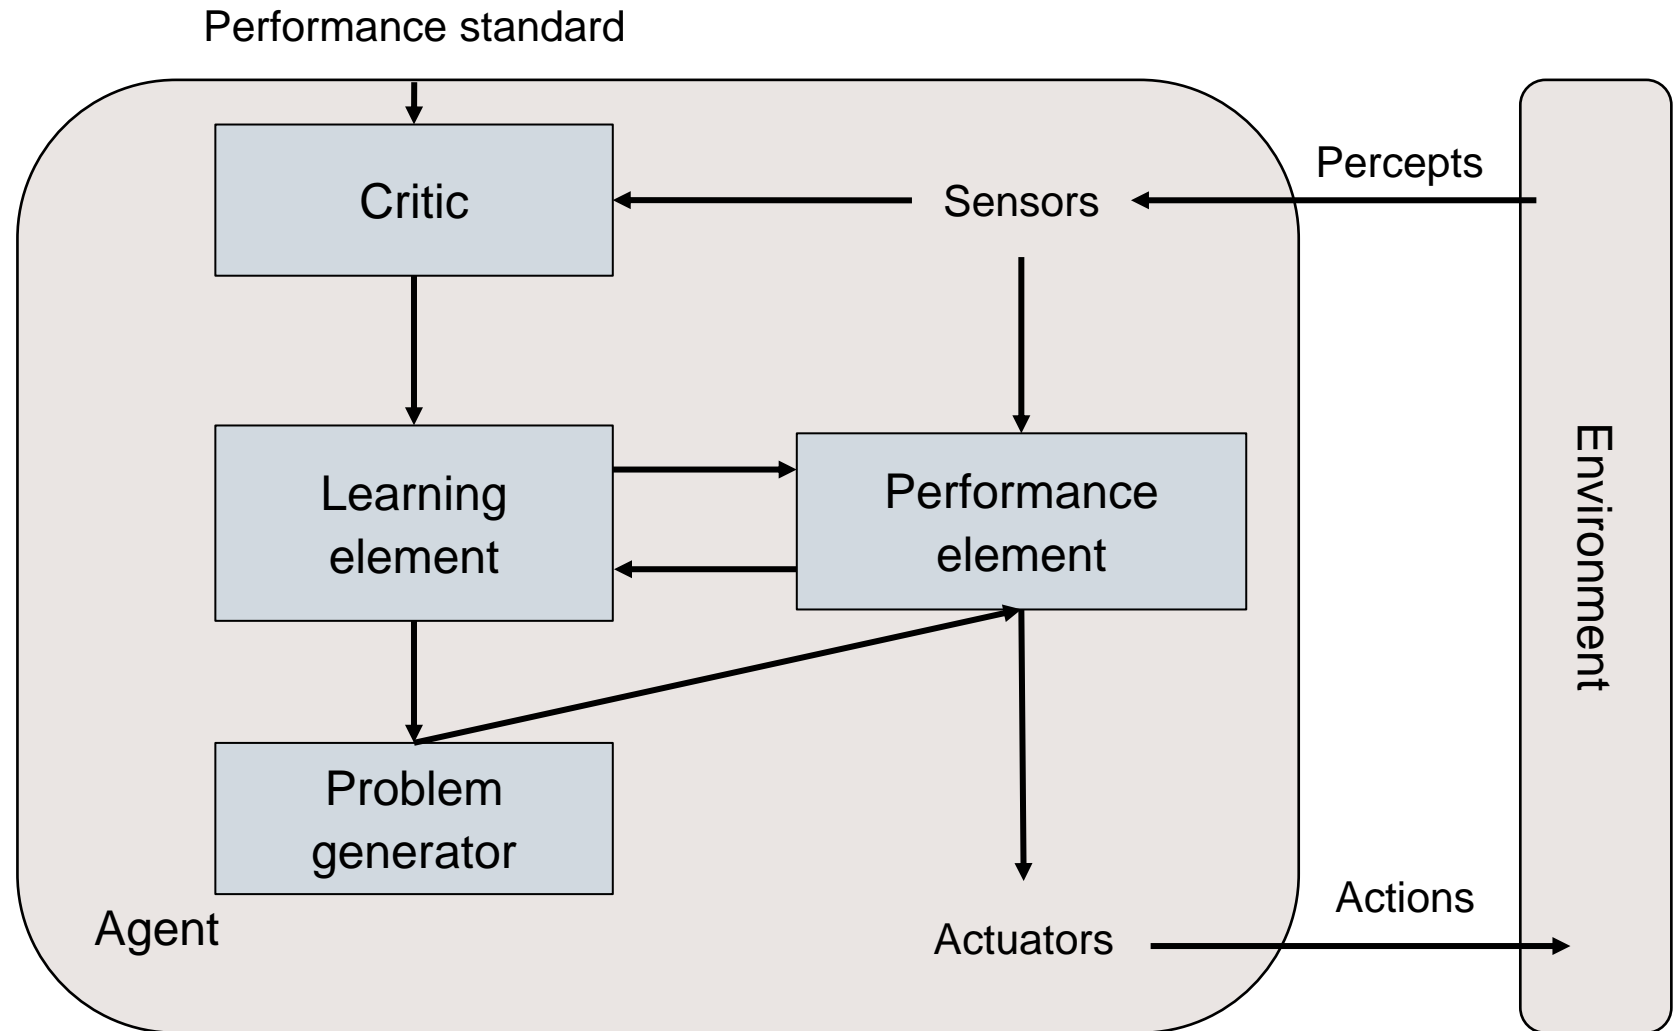 Performance standard
Critic
Sensors
Percepts
Learning
element
Performance
element
Environment
Problem
generator
Agent
Actuators
Actions